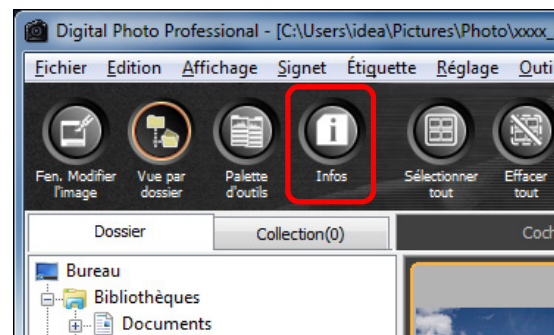 Digital Photo Professional - [C:\Users\idea\Pictures\Photo\xxxx_
Fichier Edition Affichage Signet Étiquette Réglage
Fen. Modifier l'image
Vue par dossier
Palette d'outils
Infos
Sélectionner tout
Effacer tout
Dossier
Collection(0)
Bureau
Bibliothèques
Documents